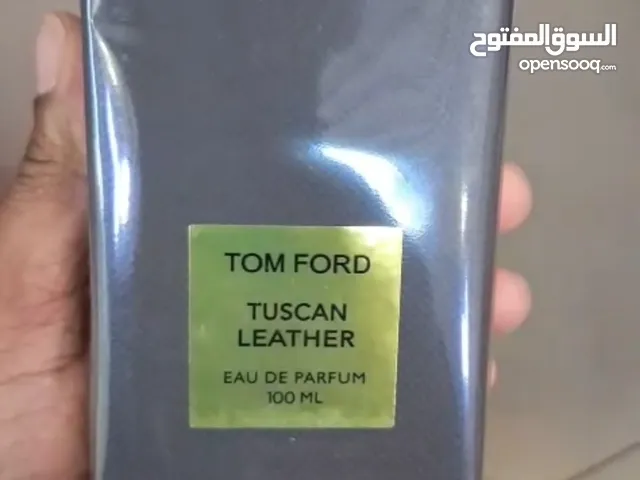 السوق المفتوح
opensooq.com
TOM FORD
TUSCAN
LEATHER
EAU DE PARFUM
100 ML